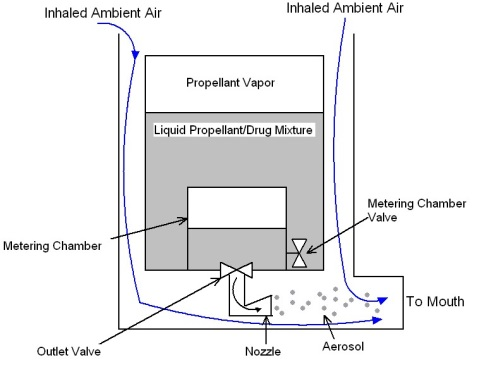 Inhaled Ambient Air
Inhaled Ambient Air
Propellant Vapor
Liquid Propellant/Drug Mixture
Metering Chamber
Valve
Metering Chamber
To Mouth
Outlet Valve
Nozzle
Aerosol